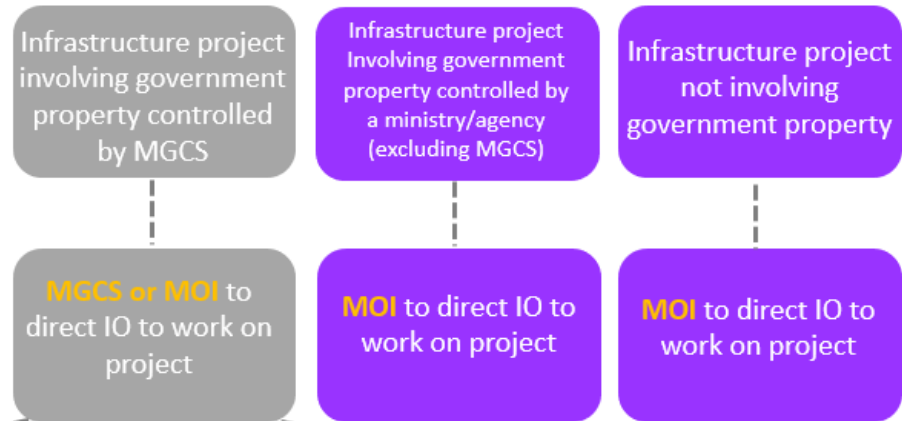 Infrastructure project
involving government
property controlled
by MGCS
Infrastructure project
Involving government
property controlled by
a ministry/agency
(excluding MGCS)
Infrastructure project
not involving
government property
MGCS or MOI to
direct IO to work on
project
MOI to direct IO to
work on project
MOI to direct IO to
work on project